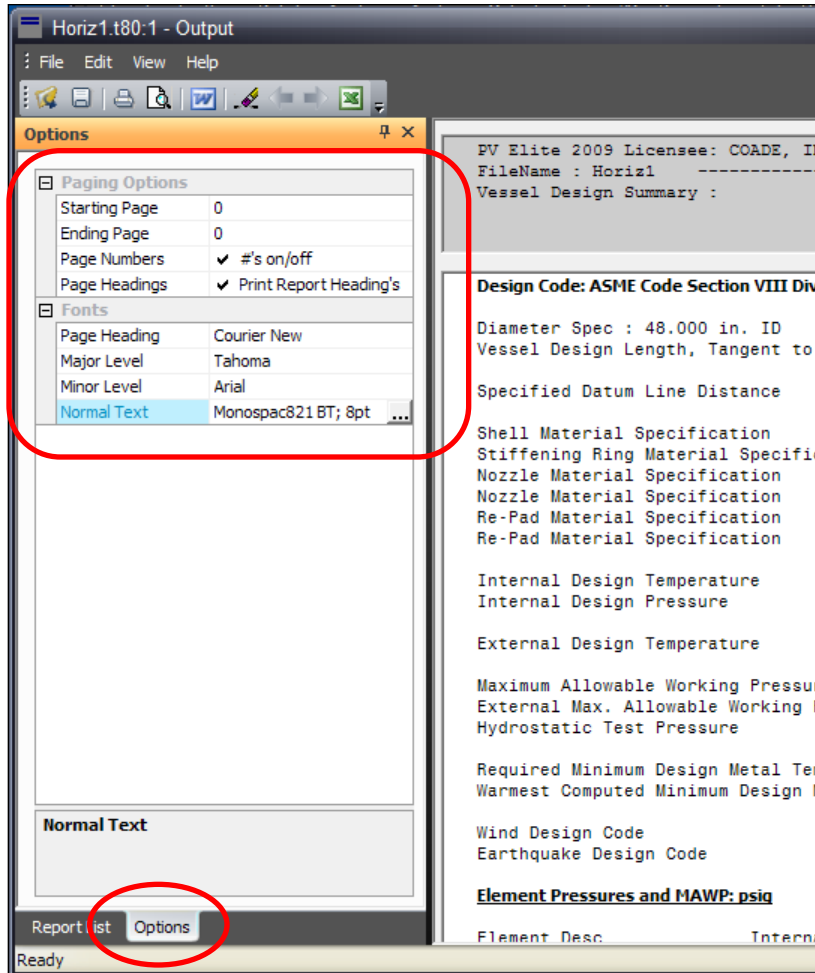 Horiz1.t80:1 - Output
File Edit View Help
Options
Paging Options
Starting Page 0
Ending Page 0
Page Numbers ✔ #'s on/off
Page Headings ✔ Print Report Heading's
Fonts
Page Heading Courier New
Major Level Tahoma
Minor Level Arial
Normal Text Monospac821 BT; 8pt ...
Normal Text
Report List Options
Ready
PV Elite 2009 Licensee: COADE,
FileName : Horiz1 ------------
Vessel Design Summary :
Design Code: ASME Code Section VIII Div
Diameter Spec : 48.000 in. ID
Vessel Design Length, Tangent to
Specified Datum Line Distance
Shell Material Specification
Stiffening Ring Material Specifi
Nozzle Material Specification
Nozzle Material Specification
Re-Pad Material Specification
Re-Pad Material Specification
Internal Design Temperature
Internal Design Pressure
External Design Temperature
Maximum Allowable Working Pressu
External Max. Allowable Working
Hydrostatic Test Pressure
Required Minimum Design Metal Te
Warmest Computed Minimum Design
Wind Design Code
Earthquake Design Code
Element Pressures and MAWP: psig
Element Desc Intern